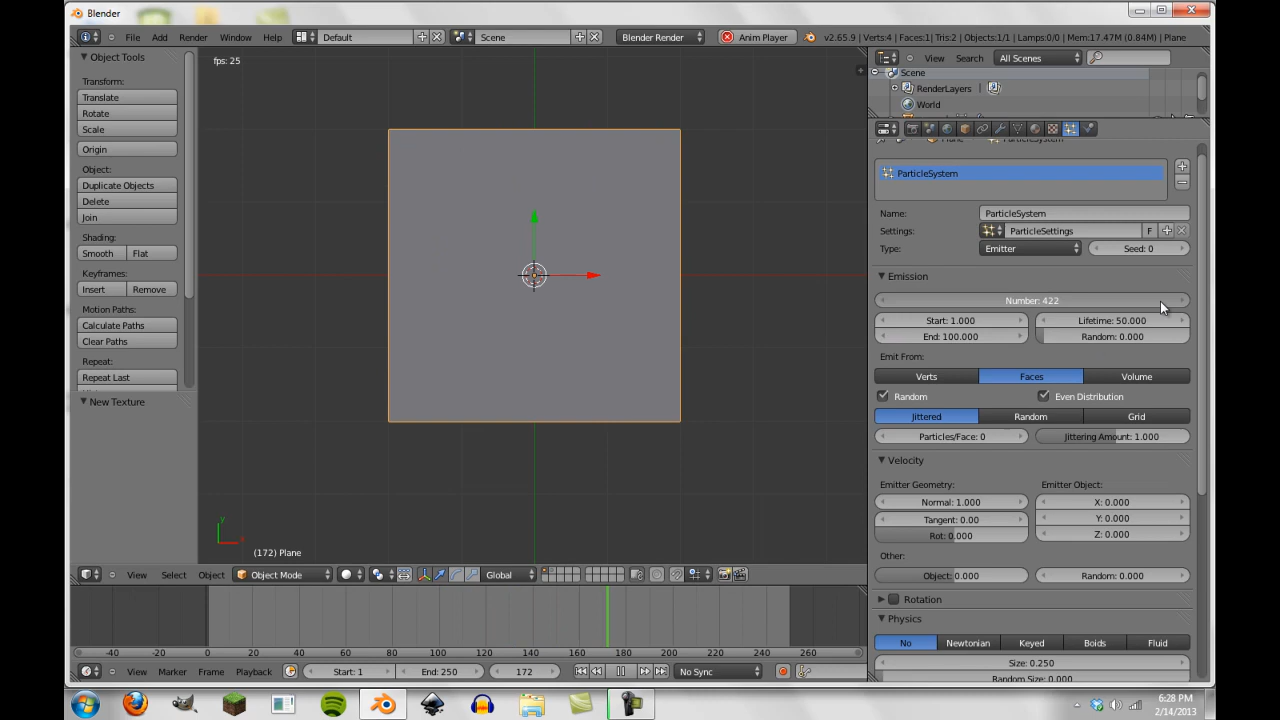 Blender
File Add Render Window Help Default Scene Blender Render Anim Player v2.65.9 | Verts:4 | Faces:1 | Tris:2 | Objects:1/1 | Lamps:0/0 | Mem:17.47M (0.84M) | Plane
Object Tools
Transform:
Translate
Rotate
Scale
Origin
Object:
Duplicate Objects
Delete
Join
Shading:
Smooth Flat
Keyframes:
Insert Remove
Motion Paths:
Calculate Paths
Clear Paths
Repeat:
Repeat Last
New Texture
fps: 25
y
x
(172) Plane
View Select Object Object Mode Global
-40 -20 0 20 40 60 80 100 120 140 160 180 200 220 240 260
View Marker Frame Playback Start: 1 End: 250 172 No Sync
View Search All Scenes
Scene
RenderLayers
World
Plane ParticleSystem
ParticleSystem
Name: ParticleSystem
Settings: ParticleSettings F
Type: Emitter Seed: 0
Emission
Number: 422
Start: 1.000 Lifetime: 50.000
End: 100.000 Random: 0.000
Emit From:
Verts Faces Volume
Random Even Distribution
Jittered Random Grid
Particles/Face: 0 Jittering Amount: 1.000
Velocity
Emitter Geometry: Emitter Object:
Normal: 1.000 X: 0.000
Tangent: 0.00 Y: 0.000
Rot: 0.000 Z: 0.000
Other:
Object: 0.000 Random: 0.000
Rotation
Physics
No Newtonian Keyed Boids Fluid
Size: 0.250
Random Size: 0.000
6:28 PM
2/14/2013